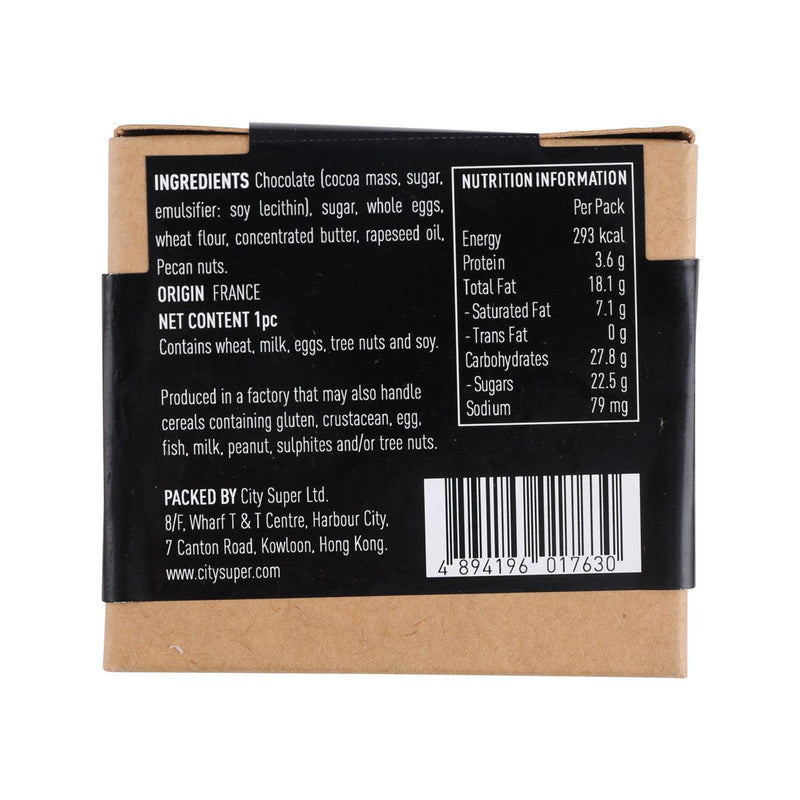 INGREDIENTS Chocolate (cocoa mass, sugar,
emulsifier: soy lecithin), sugar, whole eggs,
wheat flour, concentrated butter, rapeseed oil,
Pecan nuts.
ORIGIN FRANCE
NET CONTENT 1pc
Contains wheat, milk, eggs, tree nuts and soy.
Produced in a factory that may also handle
cereals containing gluten, crustacean, egg,
fish, milk, peanut, sulphites and/or tree nuts.
PACKED BY City Super Ltd.
8/F, Wharf T & T Centre, Harbour City,
7 Canton Road, Kowloon, Hong Kong.
www.citysuper.com
NUTRITION INFORMATION
Per Pack
Energy 293 kcal
Protein 3.6 g
Total Fat 18.1 g
- Saturated Fat 7.1 g
- Trans Fat 0 g
Carbohydrates 27.8 g
- Sugars 22.5 g
Sodium 79 mg
4 894196 017630